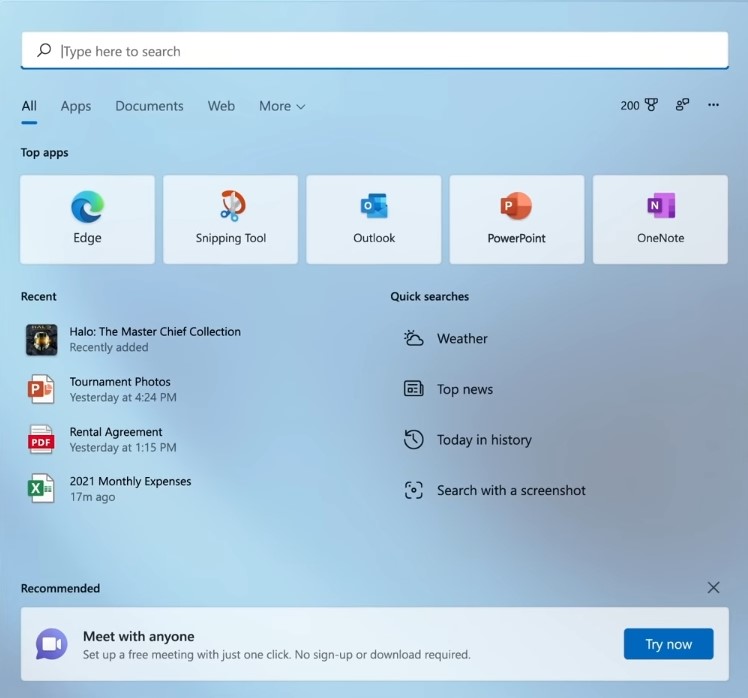 Type here to search
All Apps Documents Web More
200
Top apps
Edge Snipping Tool Outlook PowerPoint OneNote
Recent
Halo: The Master Chief Collection
Recently added
Tournament Photos
Yesterday at 4:24 PM
Rental Agreement
Yesterday at 1:15 PM
2021 Monthly Expenses
17m ago
Quick searches
Weather
Top news
Today in history
Search with a screenshot
Recommended
Meet with anyone
Set up a free meeting with just one click. No sign-up or download required.
Try now